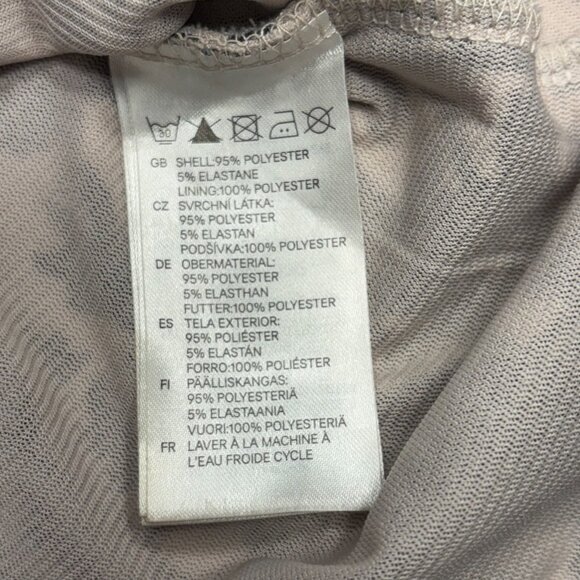 30
GB SHELL:95% POLYESTER
5% ELASTANE
LINING:100% POLYESTER
CZ SVRCHNÍ LÁTKA:
95% POLYESTER
5% ELASTAN
PODŠÍVKA:100% POLYESTER
DE OBERMATERIAL:
95% POLYESTER
5% ELASTHAN
FUTTER:100% POLYESTER
ES TELA EXTERIOR:
95% POLIÉSTER
5% ELASTÁN
FORRO:100% POLIÉSTER
FI PÄÄLLISKANGAS:
95% POLYESTERIÄ
5% ELASTAANIA
VUORI:100% POLYESTERIÄ
FR LAVER À LA MACHINE À
L'EAU FROIDE CYCLE